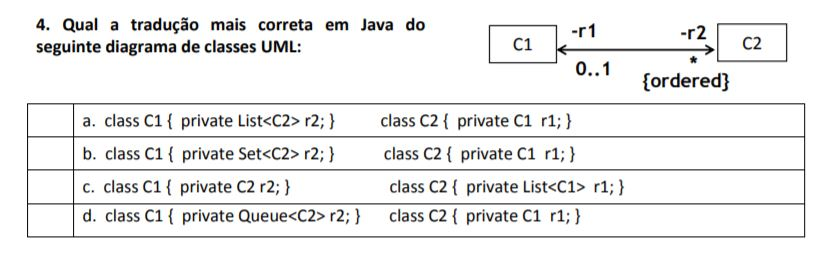 4. Qual a tradução mais correta em Java do
seguinte diagrama de classes UML:
C1
-r1
0..1
-r2
*
{ordered}
C2
a. class C1 { private List<C2> r2; } class C2 { private C1 r1; }
b. class C1 { private Set<C2> r2; } class C2 { private C1 r1; }
c. class C1 { private C2 r2; } class C2 { private List<C1> r1; }
d. class C1 { private Queue<C2> r2; } class C2 { private C1 r1; }